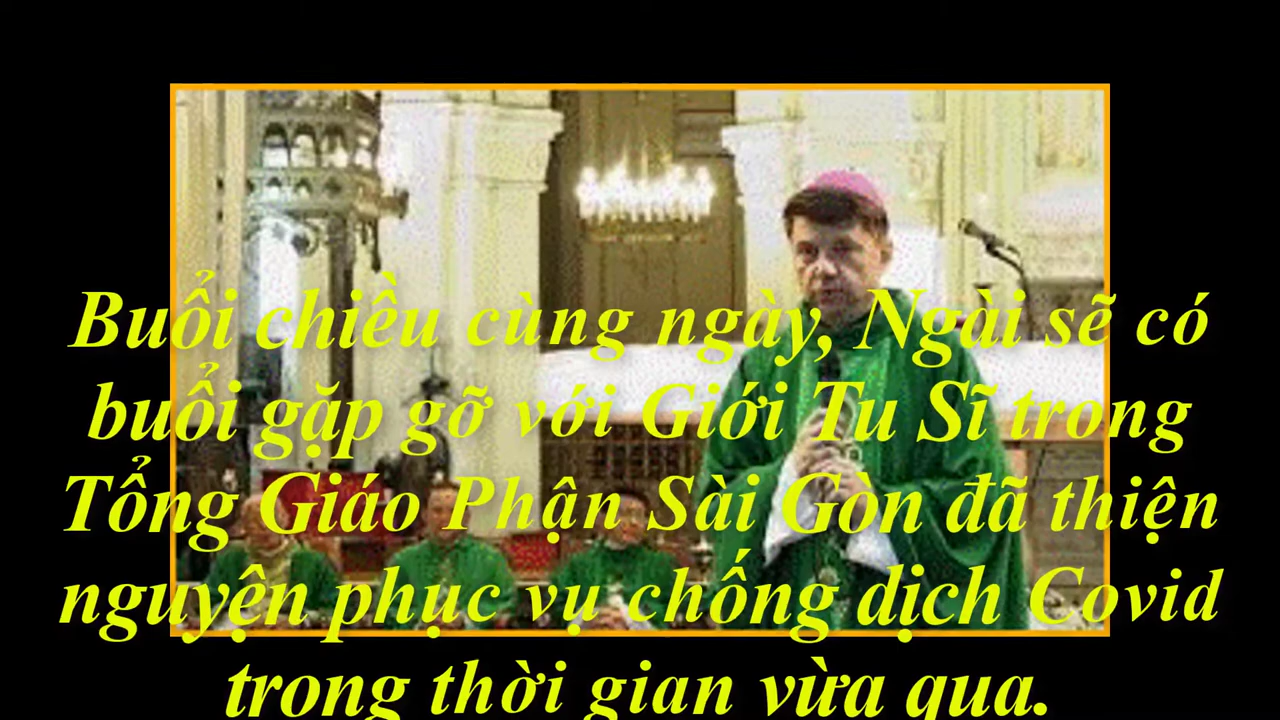 Buổi chiều cùng ngày, Ngài sẽ có
buổi gặp gỡ với Giới Tu Sĩ trong
Tổng Giáo Phận Sài Gòn đã thiện
nguyện phục vụ chống dịch Covid
trong thời gian vừa qua.